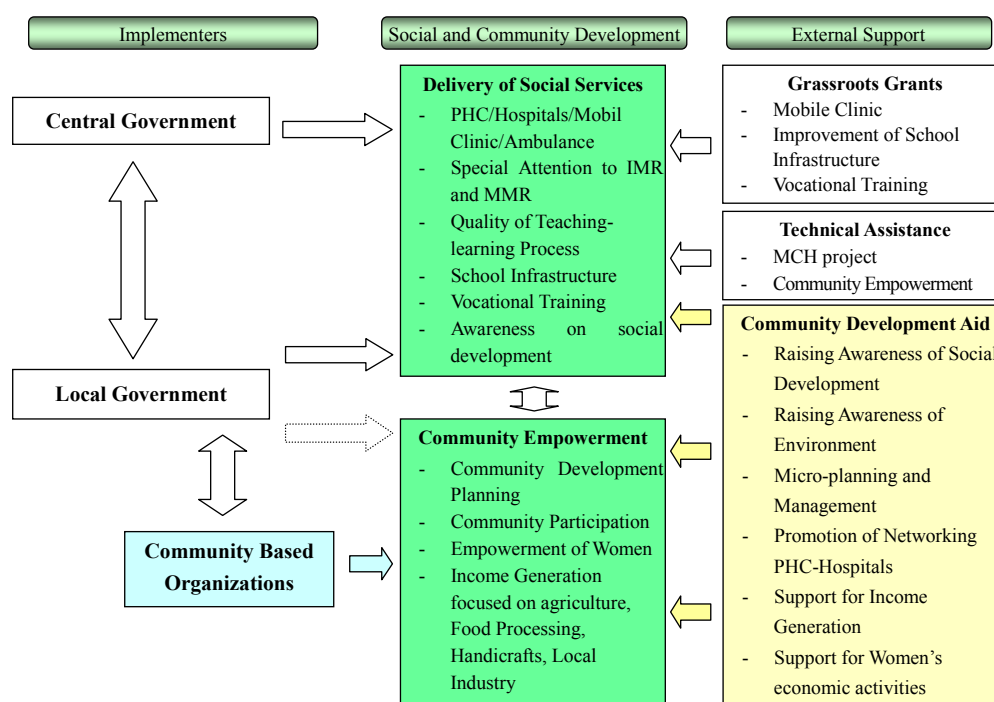 Implementers
Social and Community Development
External Support
Central Government
Local Government
Community Based
Organizations
Delivery of Social Services
- PHC/Hospitals/Mobil
Clinic/Ambulance
- Special Attention to IMR
and MMR
- Quality of Teaching-
learning Process
- School Infrastructure
- Vocational Training
- Awareness on social
development
Community Empowerment
- Community Development
Planning
- Community Participation
- Empowerment of Women
- Income Generation
focused on agriculture,
Food Processing,
Handicrafts, Local
Industry
Grassroots Grants
- Mobile Clinic
- Improvement of School
Infrastructure
- Vocational Training
Technical Assistance
- MCH project
- Community Empowerment
Community Development Aid
- Raising Awareness of Social
Development
- Raising Awareness of
Environment
- Micro-planning and
Management
- Promotion of Networking
PHC-Hospitals
- Support for Income
Generation
- Support for Women's
economic activities